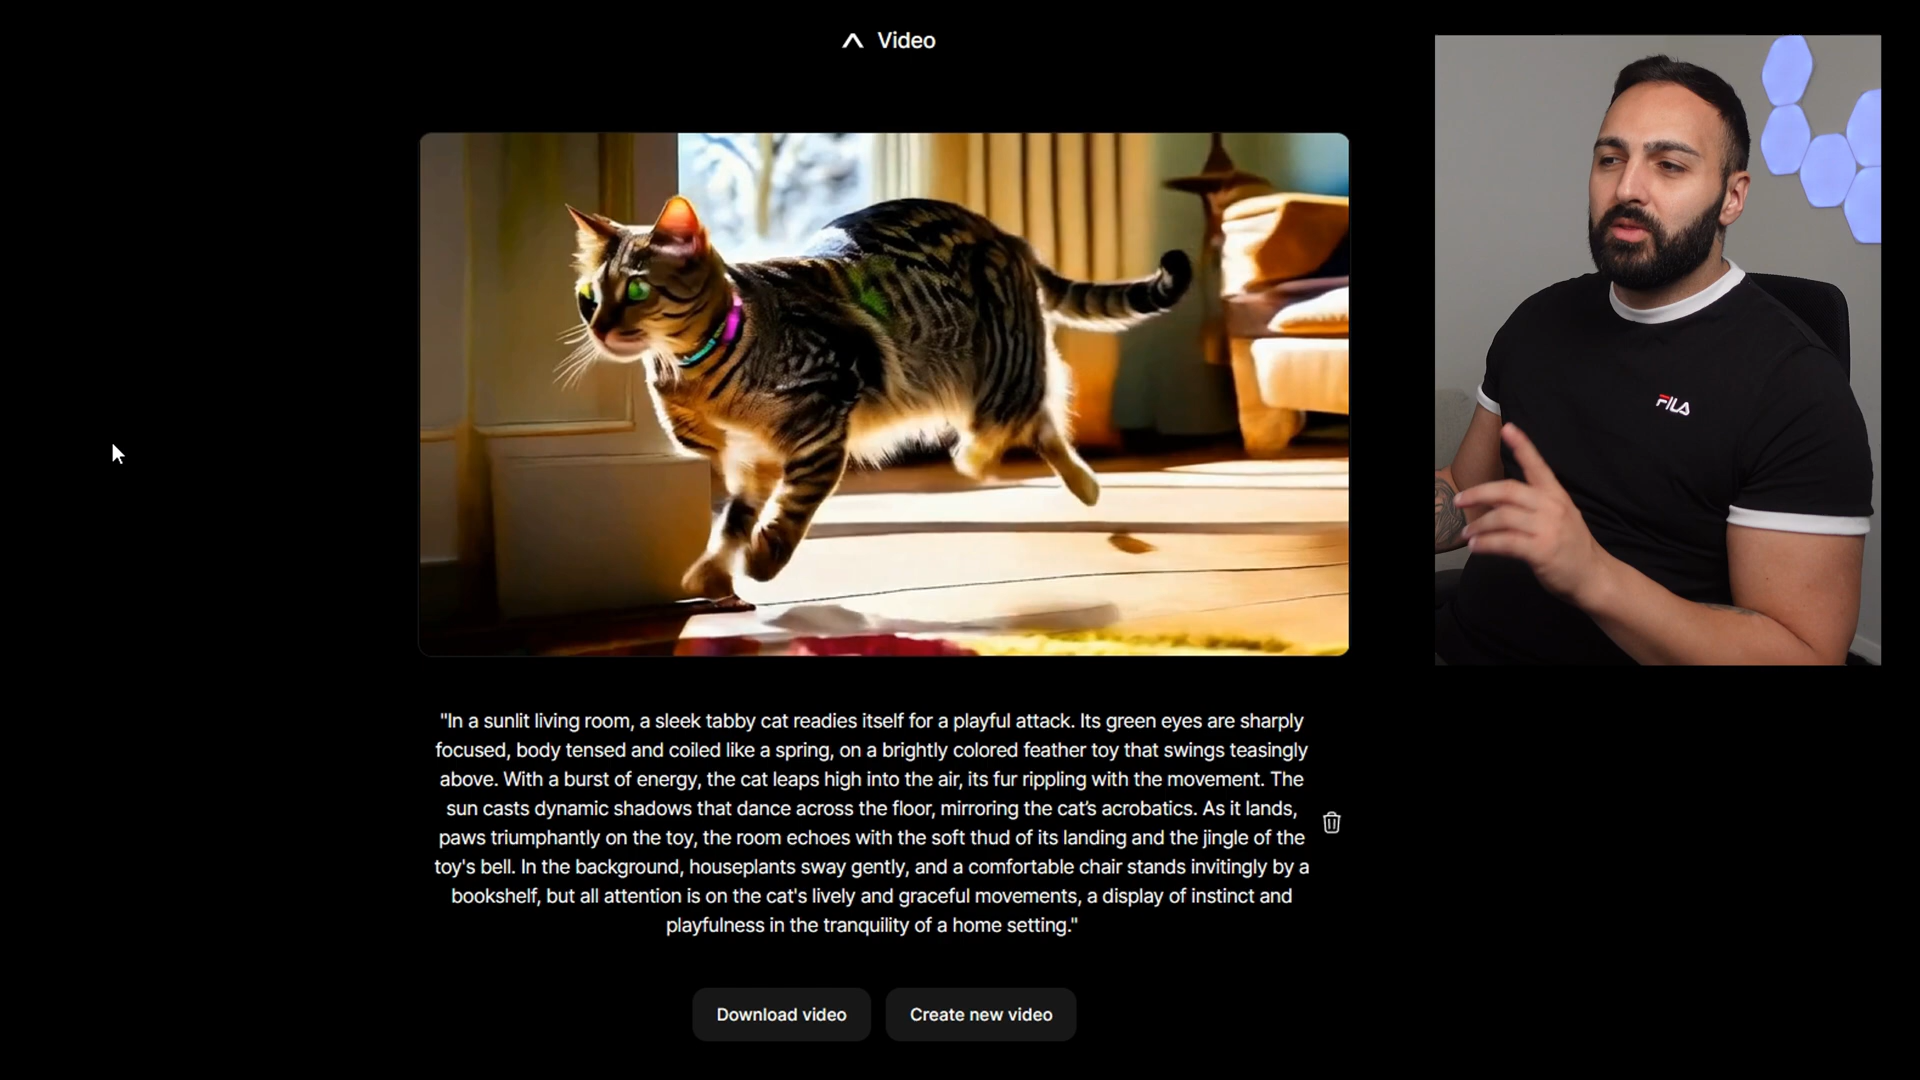 Video
FILA
"In a sunlit living room, a sleek tabby cat readies itself for a playful attack. Its green eyes are sharply
focused, body tensed and coiled like a spring, on a brightly colored feather toy that swings teasingly
above. With a burst of energy, the cat leaps high into the air, its fur rippling with the movement. The
sun casts dynamic shadows that dance across the floor, mirroring the cat’s acrobatics. As it lands,
paws triumphantly on the toy, the room echoes with the soft thud of its landing and the jingle of the
toy's bell. In the background, houseplants sway gently, and a comfortable chair stands invitingly by a
bookshelf, but all attention is on the cat's lively and graceful movements, a display of instinct and
playfulness in the tranquility of a home setting."
Download video
Create new video